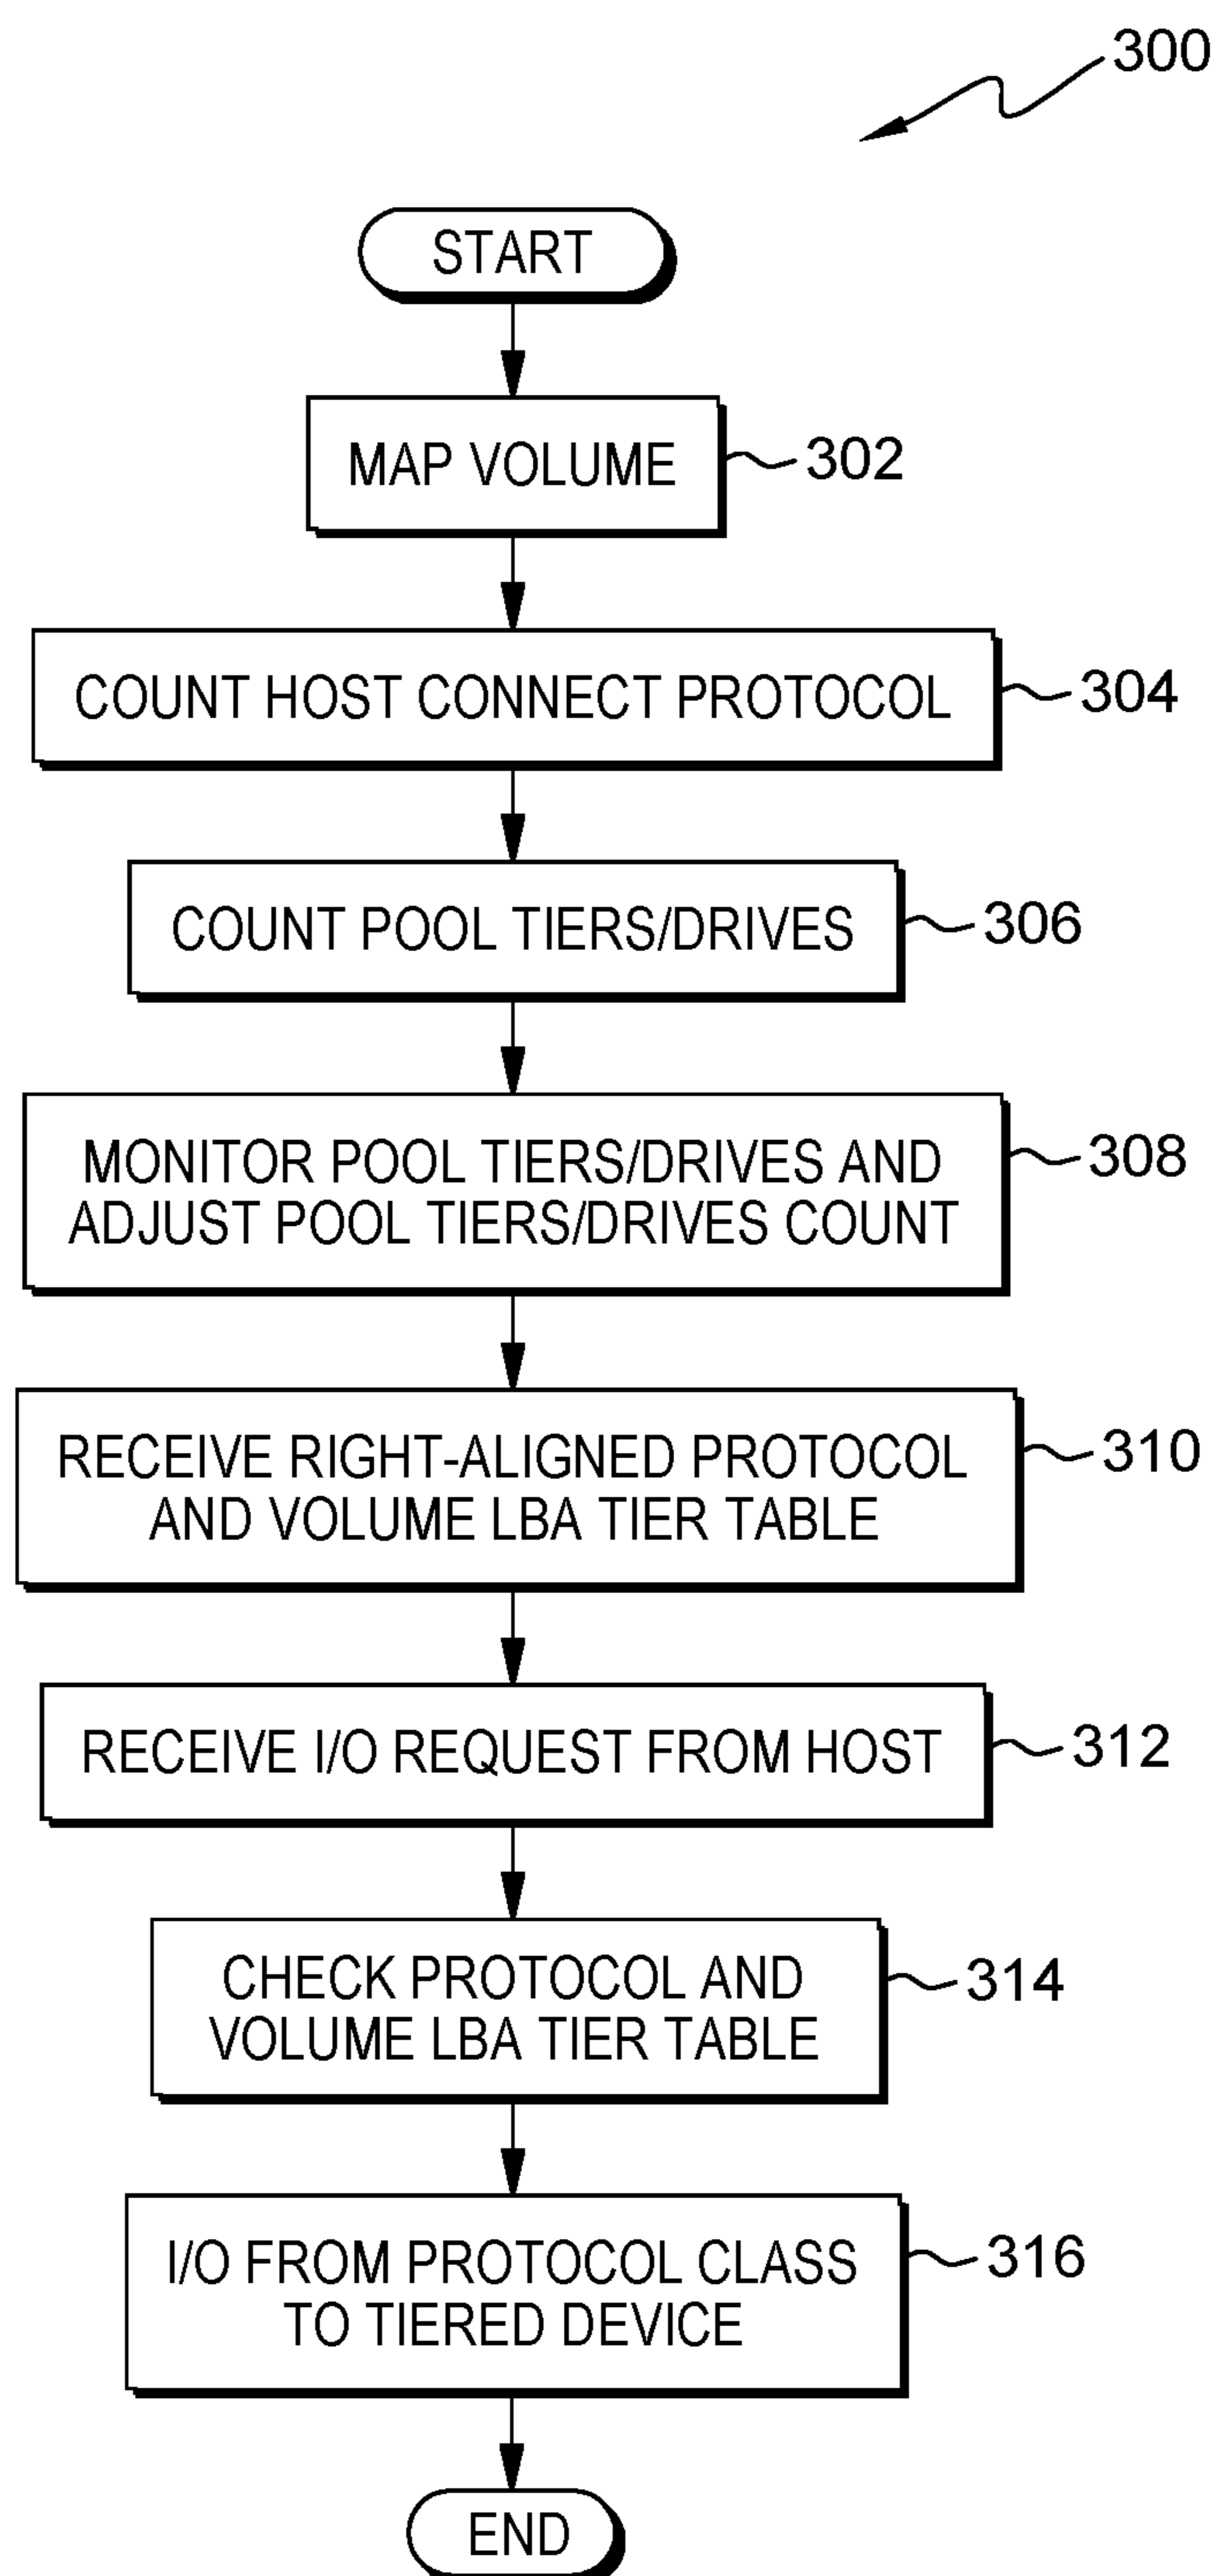 300
START
MAP VOLUME
302
COUNT HOST CONNECT PROTOCOL
304
COUNT POOL TIERS/DRIVES
306
MONITOR POOL TIERS/DRIVES AND
ADJUST POOL TIERS/DRIVES COUNT
308
RECEIVE RIGHT-ALIGNED PROTOCOL
AND VOLUME LBA TIER TABLE
310
RECEIVE I/O REQUEST FROM HOST
312
CHECK PROTOCOL AND
VOLUME LBA TIER TABLE
314
I/O FROM PROTOCOL CLASS
TO TIERED DEVICE
316
END